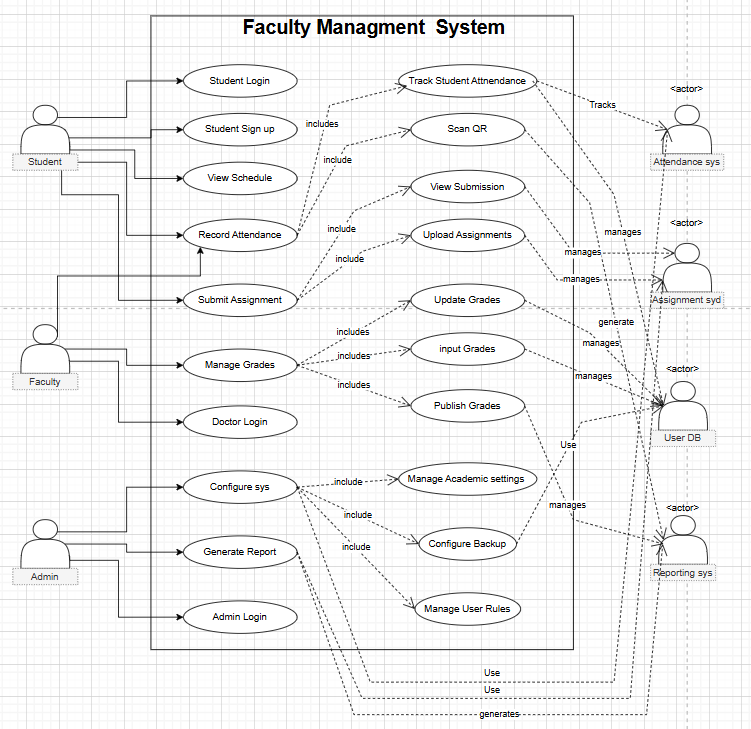 Faculty Managment System
Student Login
Track Student Attnendance
<actor>
Tracks
includes
Student Sign up
Scan QR
Student
include
Attendance sys
View Schedule
View Submission
<actor>
include
manages
Record Attendance
Upload Assignments
manages
include
manages
Submit Assignment
Update Grades
Assignment syd
generate
includes
manages
Faculty
Manage Grades
includes
input Grades
<actor>
manages
includes
Doctor Login
Publish Grades
User DB
Use
Configure sys
include
Manage Academic settings
manages
<actor>
include
Generate Report
Configure Backup
include
Admin
Reporting sys
Admin Login
Manage User Rules
Use
Use
generates